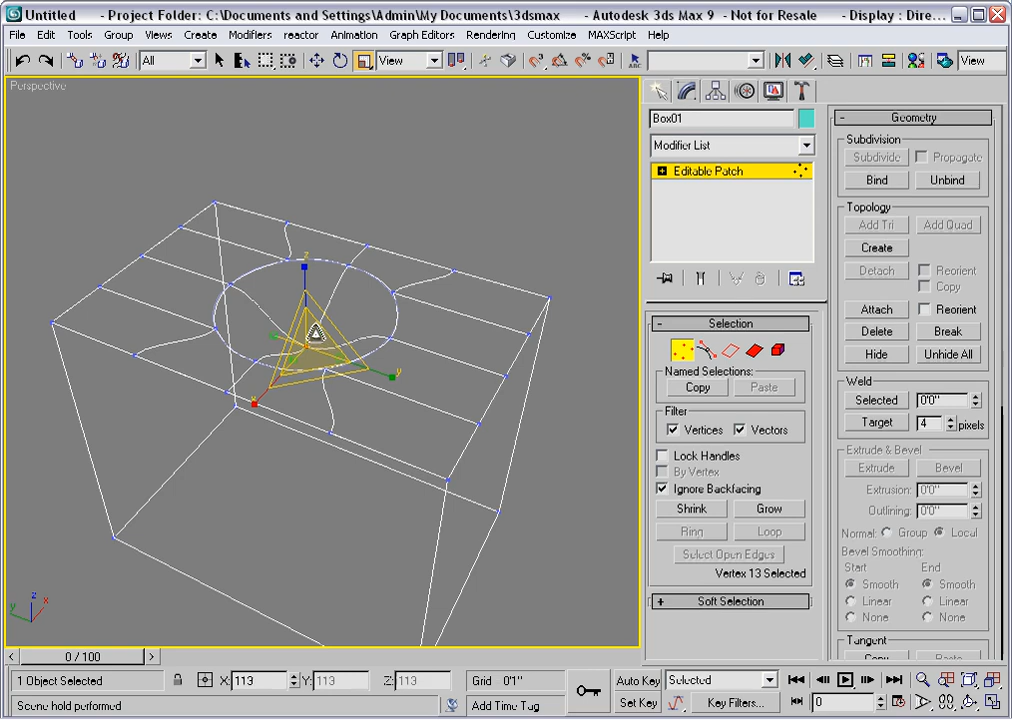 Untitled - Project Folder: C:\Documents and Settings\Admin\My Documents\3dsmax - Autodesk 3ds Max 9 - Not for Resale - Display : Dire...
File Edit Tools Group Views Create Modifiers reactor Animation Graph Editors Rendering Customize MAXScript Help
All View View
Perspective
z
y
x
z
x
y
Box01
Modifier List
Editable Patch
- Selection
Named Selections:
Copy Paste
Filter
Vertices Vectors
Lock Handles
By Vertex
Ignore Backfacing
Shrink Grow
Ring Loop
Select Open Edges
Vertex 13 Selected
+ Soft Selection
- Geometry
Subdivision
Subdivide Propagate
Bind Unbind
Topology
Add Tri Add Quad
Create
Detach Reorient
Copy
Attach Reorient
Delete Break
Hide Unhide All
Weld
Selected 0'0"
Target 4 pixels
Extrude & Bevel
Extrude Bevel
Extrusion: 0'0"
Outlining: 0'0"
Normal: Group Local
Bevel Smoothing:
Start End
Smooth Smooth
Linear Linear
None None
Tangent
Copy Paste
< 0 / 100 >
1 Object Selected X: 113 Y: 113 Z: 113 Grid 0'1" Auto Key Selected
Scene hold performed Add Time Tag Set Key Key Filters... 0